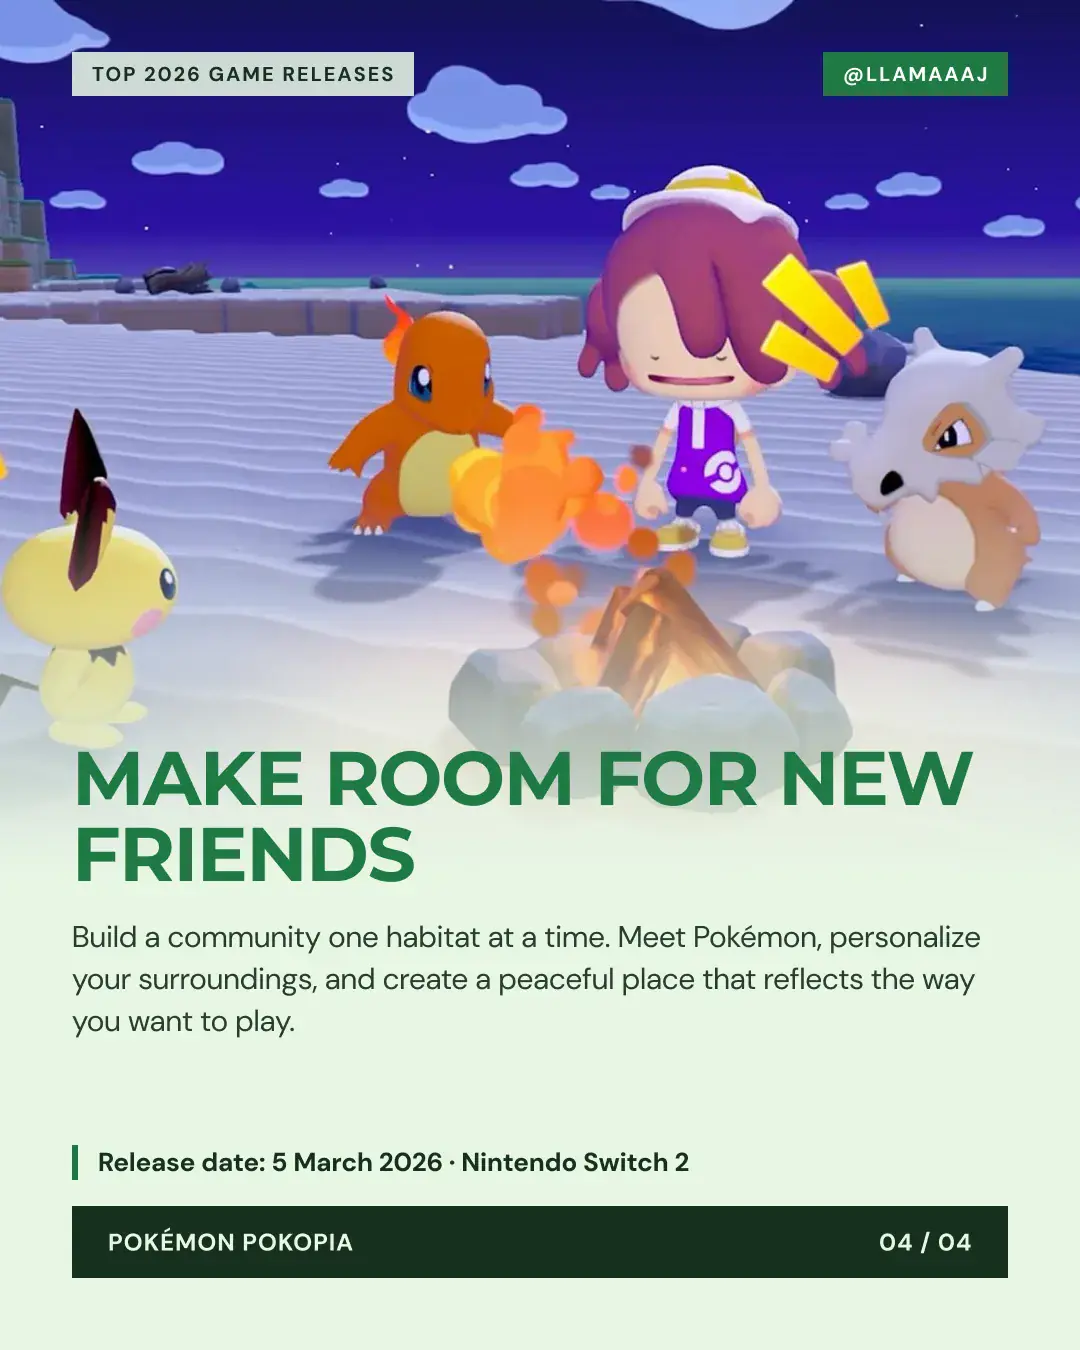 TOP 2026 GAME RELEASES
@LLAMAAAJ
MAKE ROOM FOR NEW
FRIENDS
Build a community one habitat at a time. Meet Pokémon, personalize
your surroundings, and create a peaceful place that reflects the way
you want to play.
Release date: 5 March 2026 · Nintendo Switch 2
POKÉMON POKOPIA
04 / 04